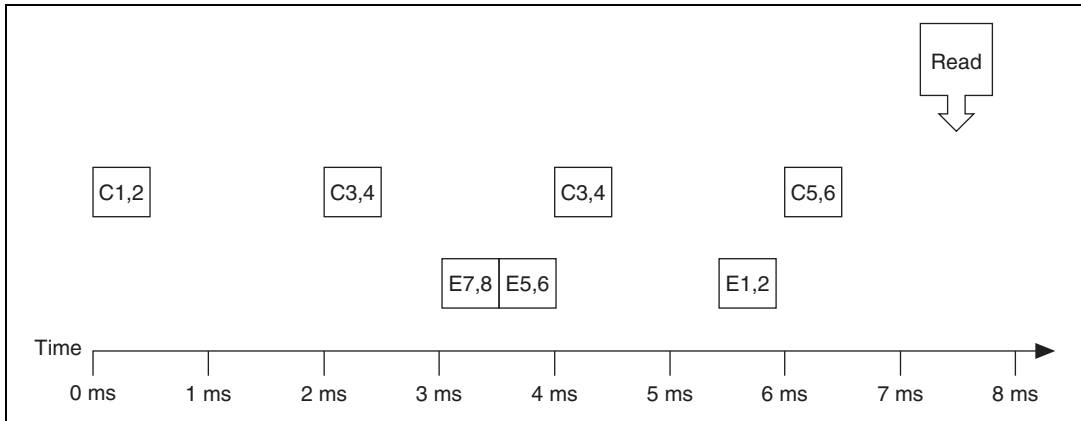 Read
C1,2 C3,4 C3,4 C5,6
E7,8 E5,6 E1,2
Time
0 ms 1 ms 2 ms 3 ms 4 ms 5 ms 6 ms 7 ms 8 ms